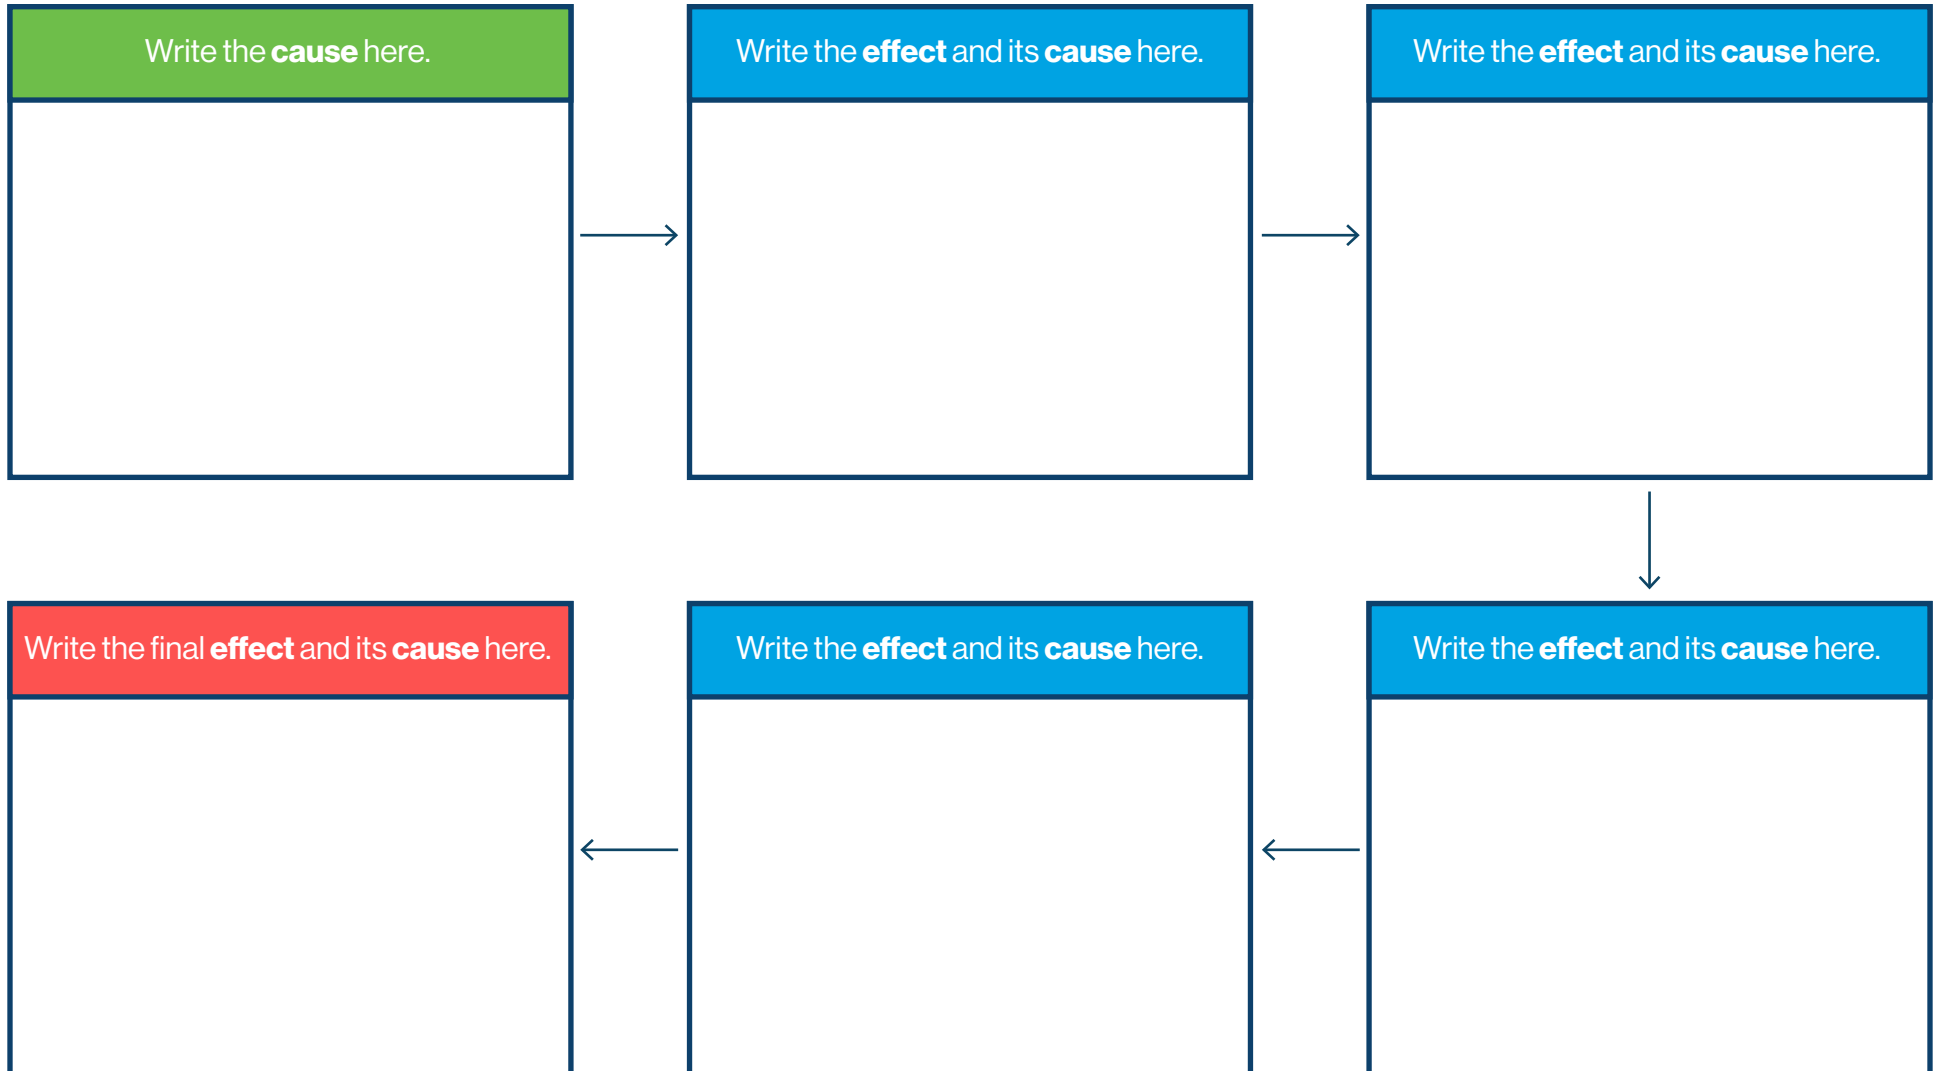 Write the cause here.
Write the effect and its cause here.
Write the effect and its cause here.
Write the effect and its cause here.
Write the effect and its cause here.
Write the final effect and its cause here.